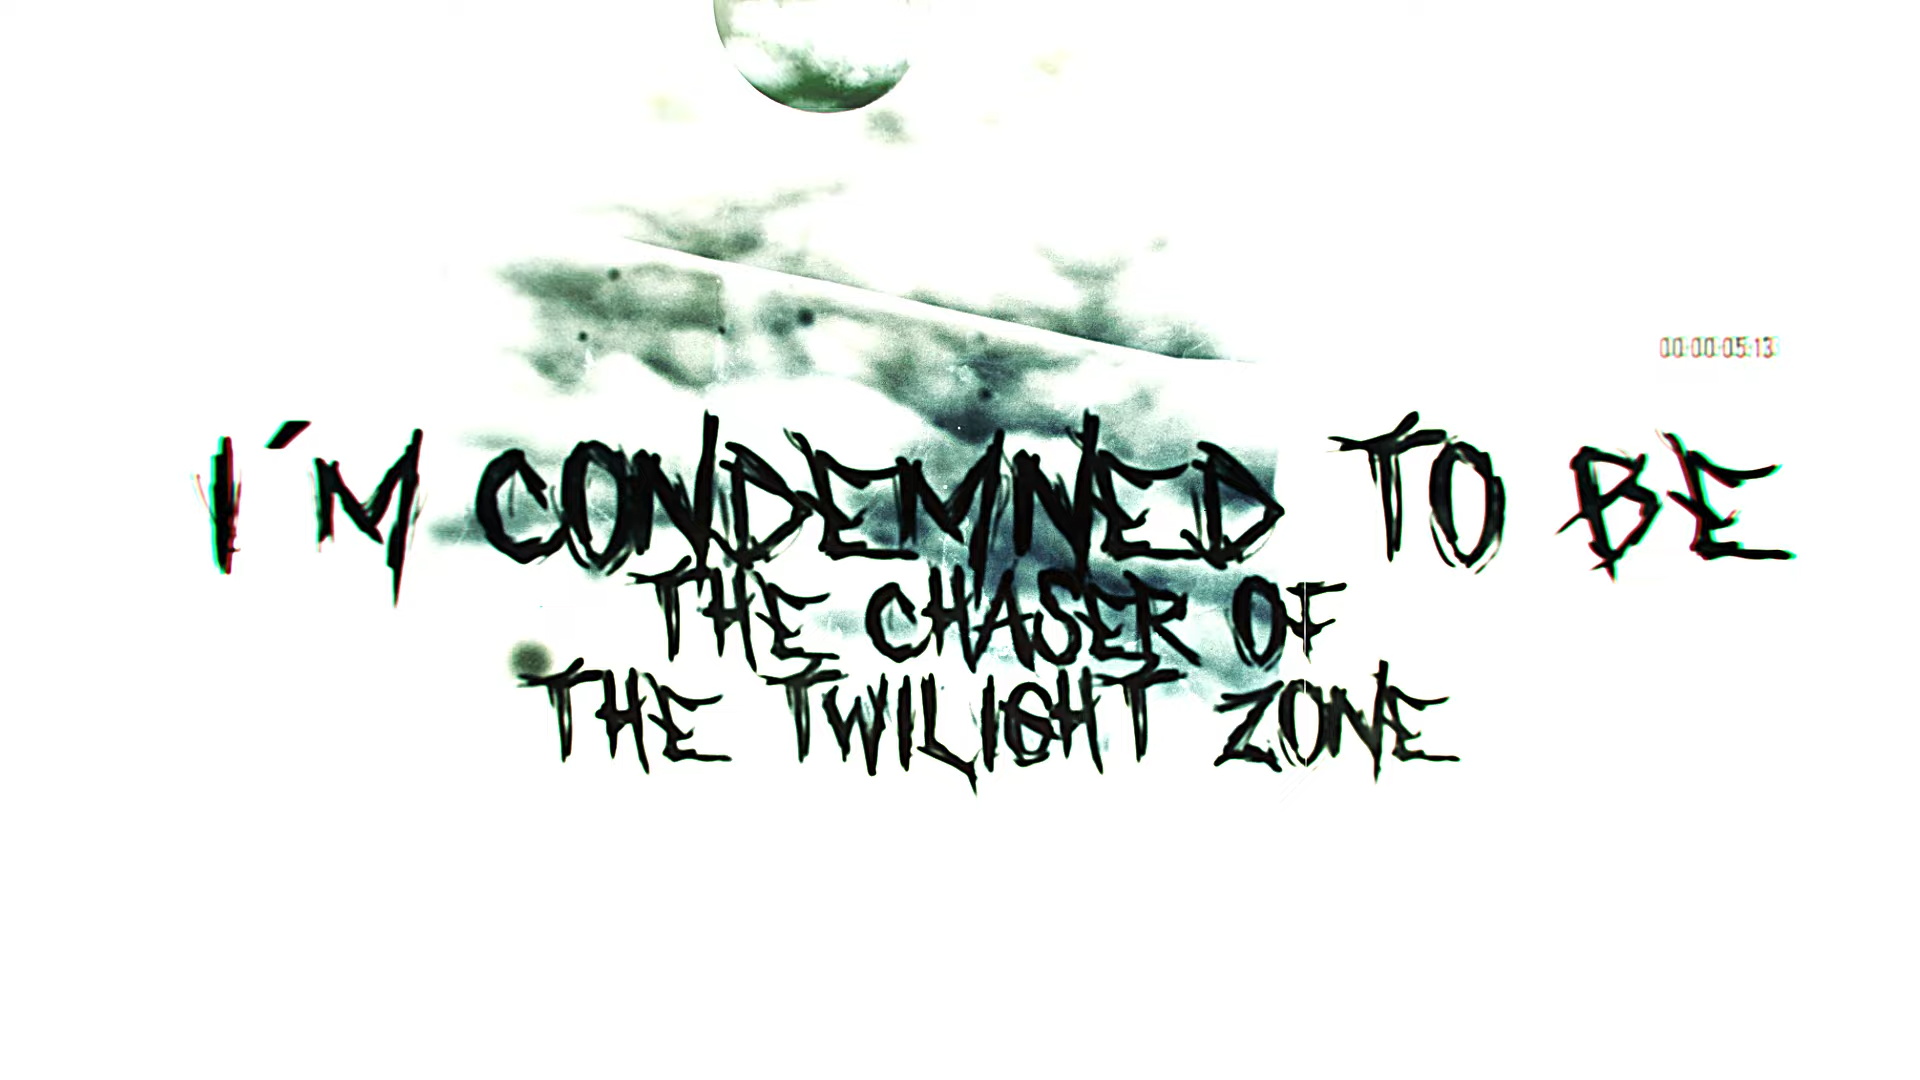 00:00:05:13
I´M CONDEMNED TO BE
THE CHASER OF
THE TWILIGHT ZONE